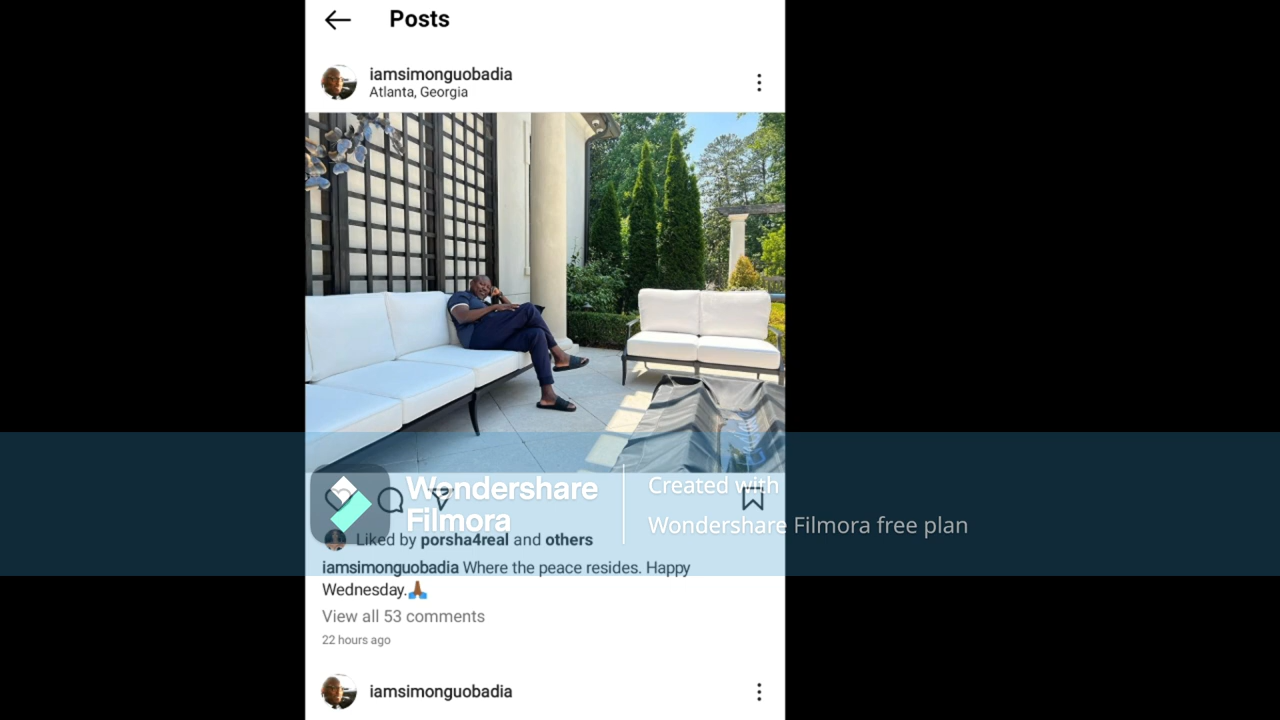 Posts
iamsimonguobadia
Atlanta, Georgia
Wondershare
Filmora
Created with
Wondershare Filmora free plan
Liked by porsha4real and others
iamsimonguobadia Where the peace resides. Happy
Wednesday.🙏🏾
View all 53 comments
22 hours ago
iamsimonguobadia